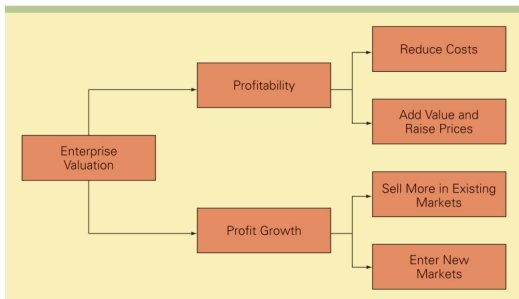 Reduce Costs
Profitability
Add Value and
Raise Prices
Enterprise
Valuation
Sell More in Existing
Markets
Profit Growth
Enter New
Markets